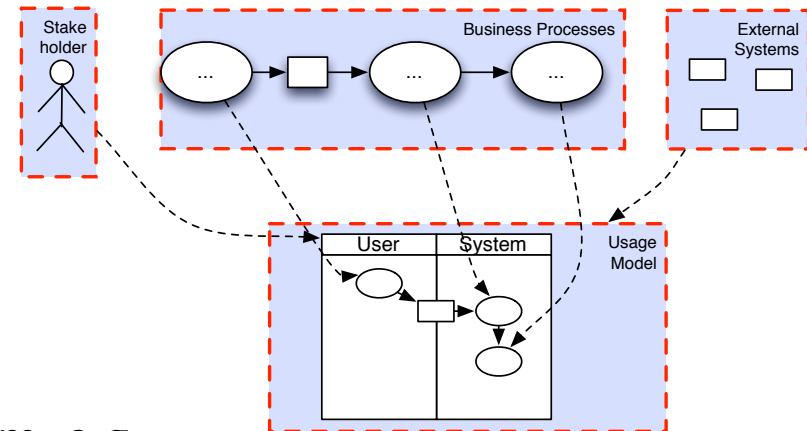 Stake
holder
Business Processes
External
Systems
...
...
...
User
System
Usage
Model